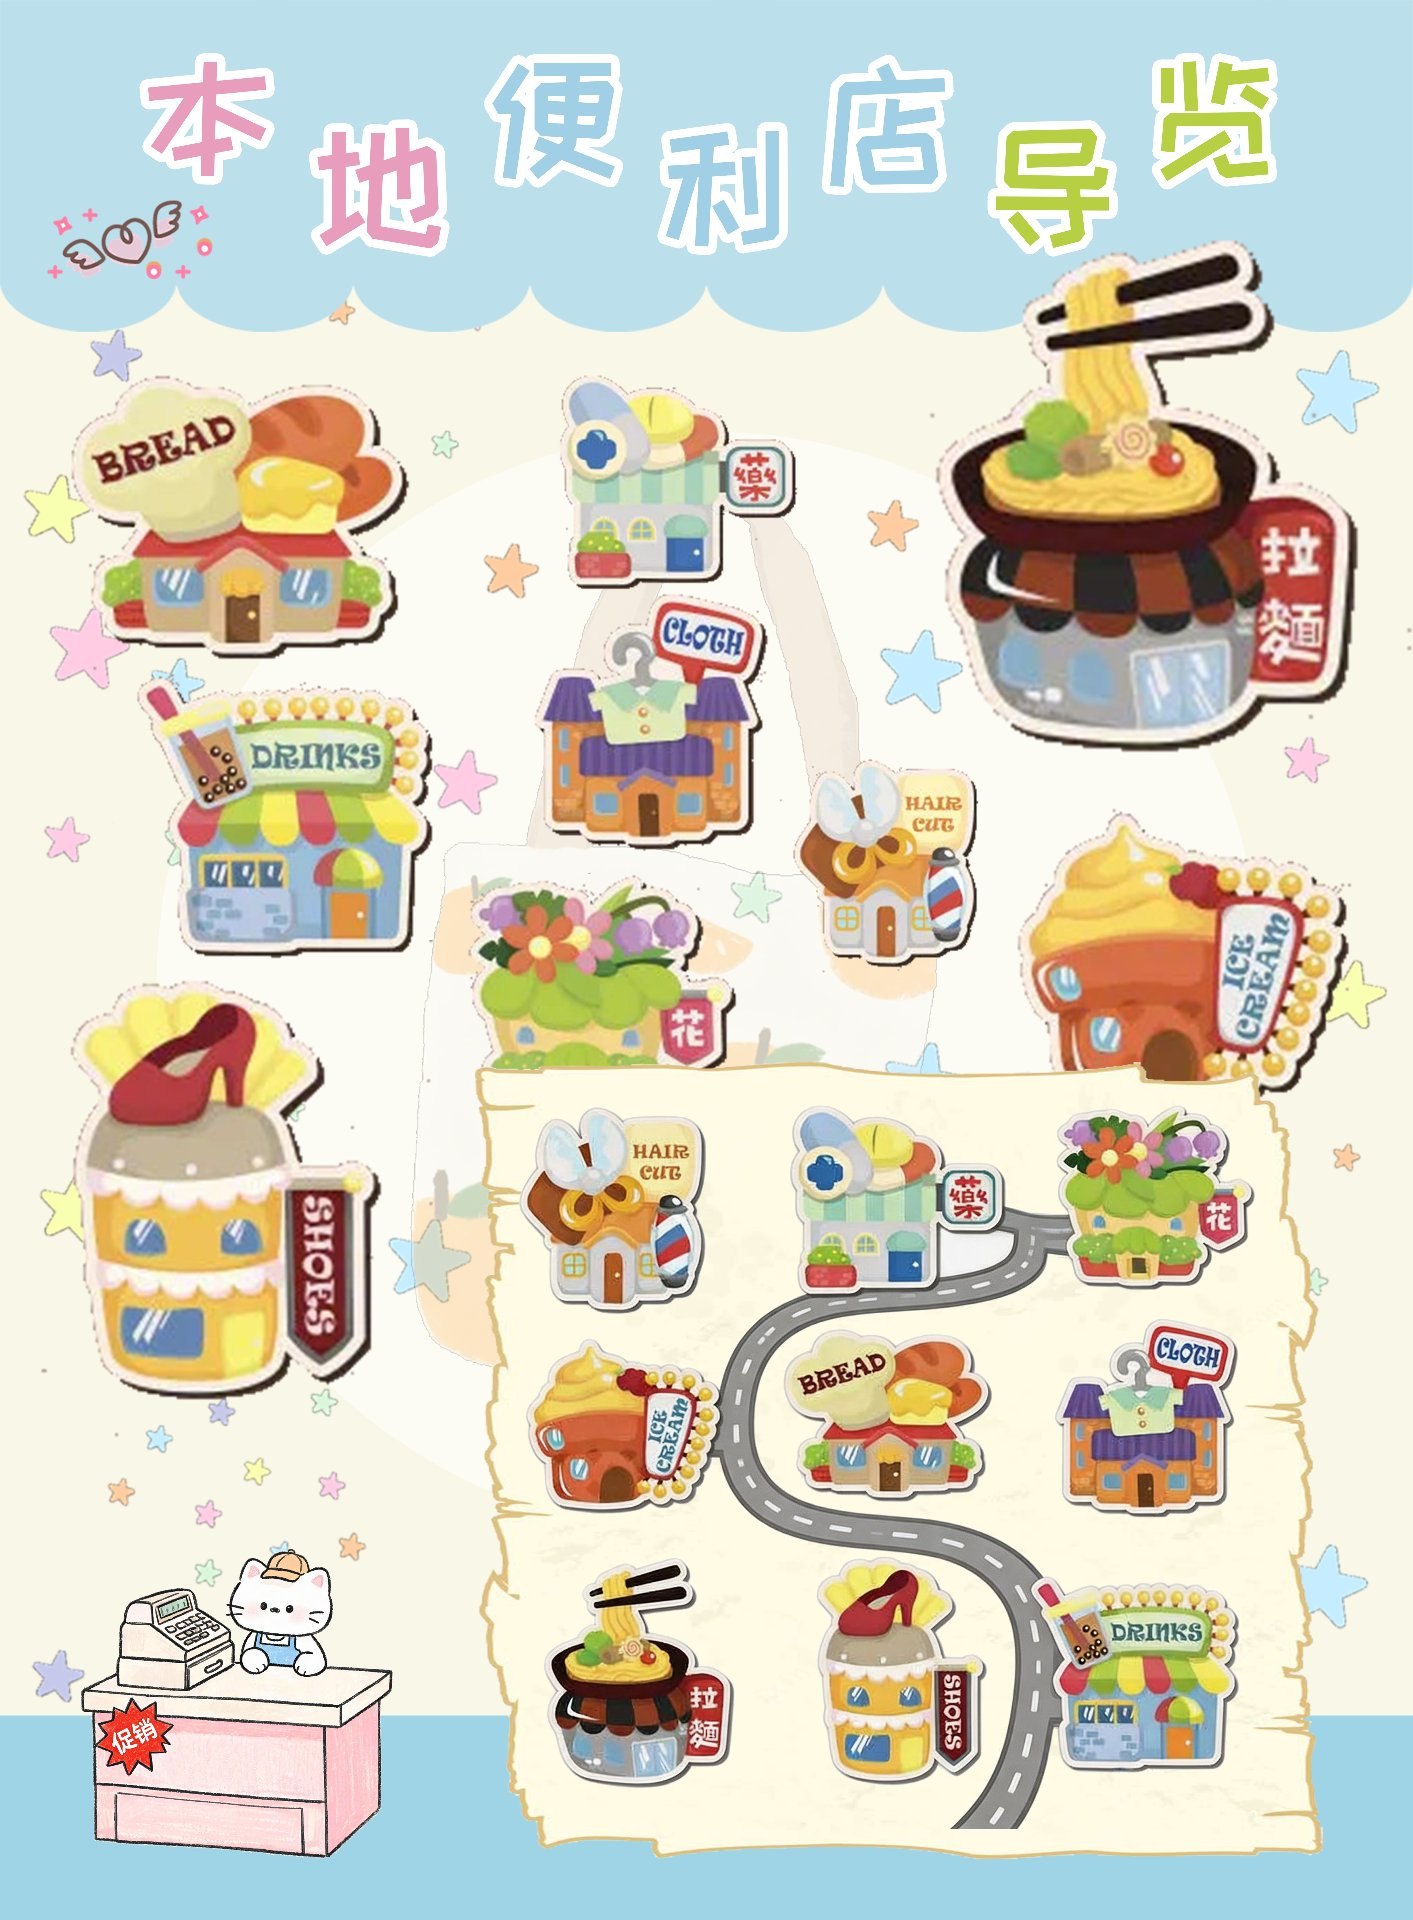 本地便利店导览
BREAD
藥
拉麵
CLOTH
DRINKS
HAIR
CUT
ICE
CREAM
花
SHOES
HAIR
CUT
藥
花
BREAD
CLOTH
ICE
CREAM
拉麵
SHOES
DRINKS
促销